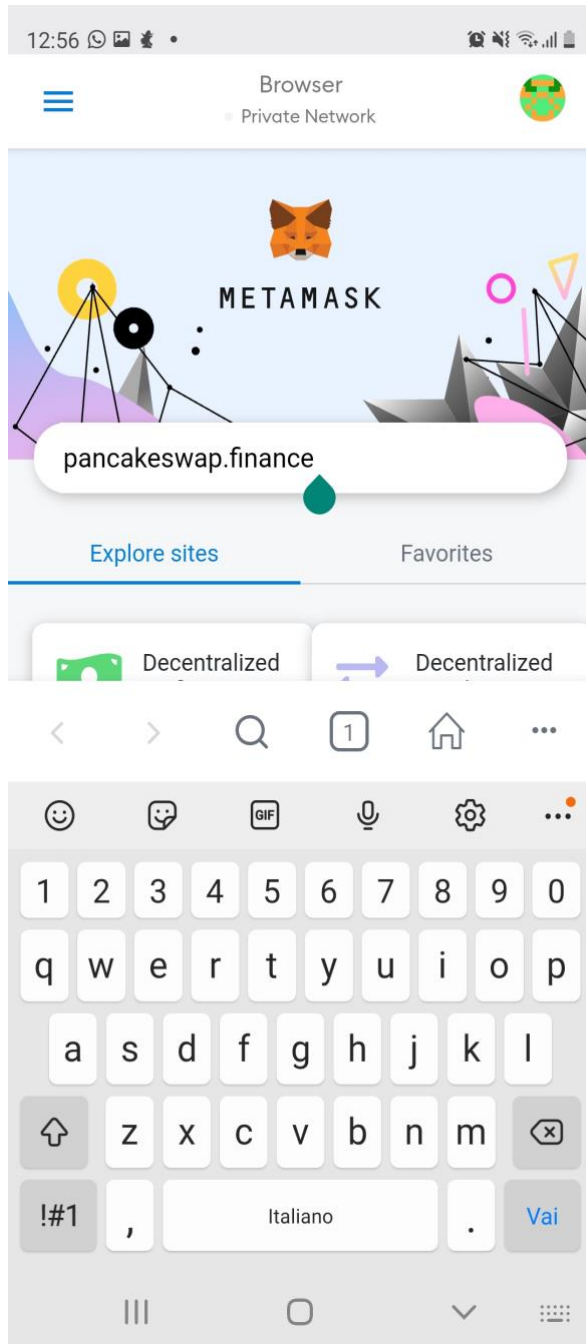 12:56
Browser
Private Network
METAMASK
pancakeswap.finance
Explore sites Favorites
Decentralized Decentralized
1
GIF
1 2 3 4 5 6 7 8 9 0
q w e r t y u i o p
a s d f g h j k l
z x c v b n m
!#1 , Italiano . Vai